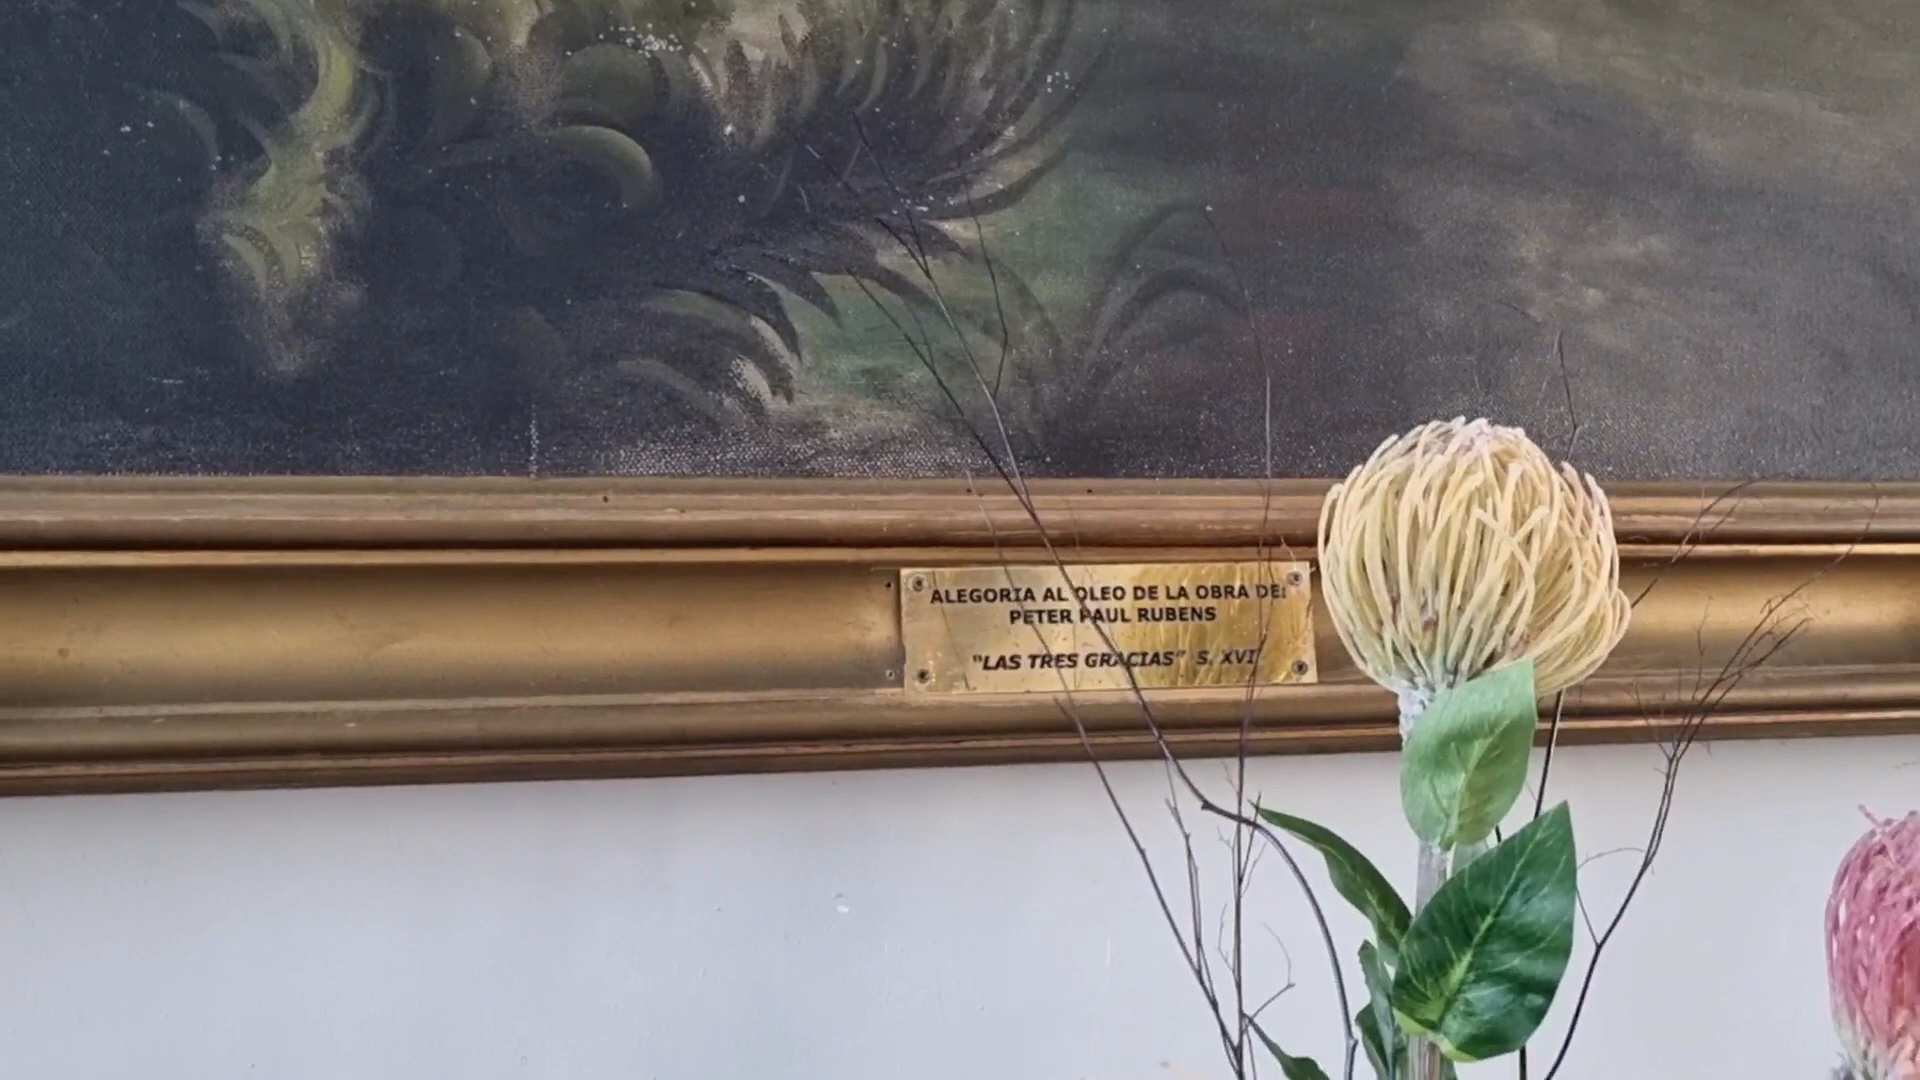 ALEGORIA AL OLEO DE LA OBRA DE:
PETER PAUL RUBENS
"LAS TRES GRACIAS" S. XVI